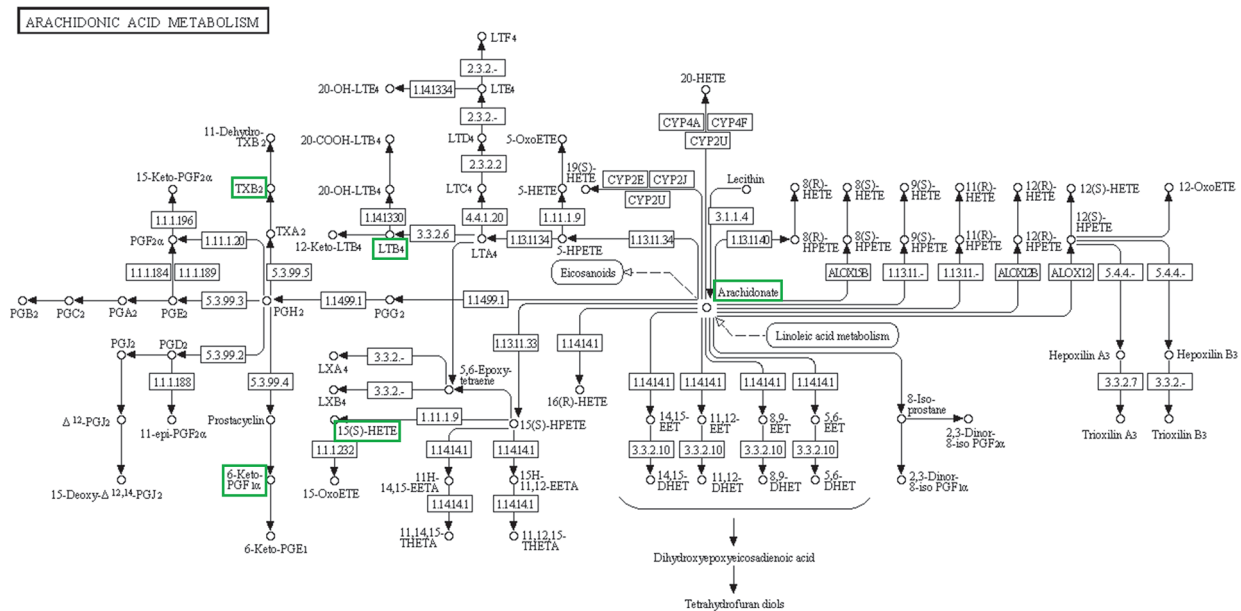 ARACHIDONIC ACID METABOLISM
LTF4
2.3.2.-
20-HETE
20-OH-LTE4
1.14.13.34
LTE4
2.3.2.-
CYP4A
CYP4F
CYP2U
11-Dehydro-
TXB2
20-COOH-LTB4
LTD4
5-OxoETE
2.3.2.2
19(S)-
HETE
CYP2E
CYP2J
CYP2U
Lecithin
15-Keto-PGF2α
TXB2
20-OH-LTB4
LTC4
5-HETE
8(R)-
HETE
8(S)-
HETE
9(S)-
HETE
11(R)-
HETE
12(R)-
HETE
12(S)-HETE
12-OxoETE
1.1.1.196
1.14.13.30
4.4.1.20
1.11.1.9
3.1.1.4
12(S)-
HPETE
PGF2α
1.1.1.20
TXA2
12-Keto-LTB4
3.3.2.6
LTB4
LTA4
1.13.11.34
5-HPETE
1.13.11.34
1.13.11.40
8(R)-
HPETE
8(S)-
HPETE
9(S)-
HPETE
11(R)-
HPETE
12(R)-
HPETE
1.1.1.184
1.1.1.189
5.3.99.5
Eicosanoids
ALOX15B
1.13.11.-
1.13.11.-
ALOX12B
ALOX12
5.4.4.-
5.4.4.-
Arachidonate
PGB2
PGC2
PGA2
PGE2
5.3.99.3
PGH2
1.14.99.1
PGG2
1.14.99.1
Linoleic acid metabolism
PGJ2
PGD2
5.3.99.2
1.13.11.33
1.14.14.1
LXA4
3.3.2.-
5,6-Epoxy-
tetraene
Hepoxilin A3
Hepoxilin B3
1.1.1.188
5.3.99.4
LXB4
3.3.2.-
16(R)-HETE
1.14.14.1
1.14.14.1
1.14.14.1
1.14.14.1
3.3.2.7
3.3.2.-
8-Iso-
prostane
Δ12-PGJ2
11-epi-PGF2α
Prostacyclin
1.11.1.9
15(S)-HETE
15(S)-HPETE
14,15-
EET
11,12-
EET
8,9-
EET
5,6-
EET
2,3-Dinor-
8-iso PGF2α
Trioxilin A3
Trioxilin B3
1.1.1.232
1.14.14.1
1.14.14.1
3.3.2.10
3.3.2.10
3.3.2.10
3.3.2.10
15-Deoxy-Δ12,14-PGJ2
6-Keto-
PGF1α
15-OxoETE
11H-
14,15-EETA
15H-
11,12-EETA
14,15-
DHET
11,12-
DHET
8,9-
DHET
5,6-
DHET
2,3-Dinor-
8-iso PGF1α
1.14.14.1
1.14.14.1
6-Keto-PGE1
11,14,15-
THETA
11,12,15-
THETA
Dihydroxyepoxyeicosadienoic acid
Tetrahydrofuran diols